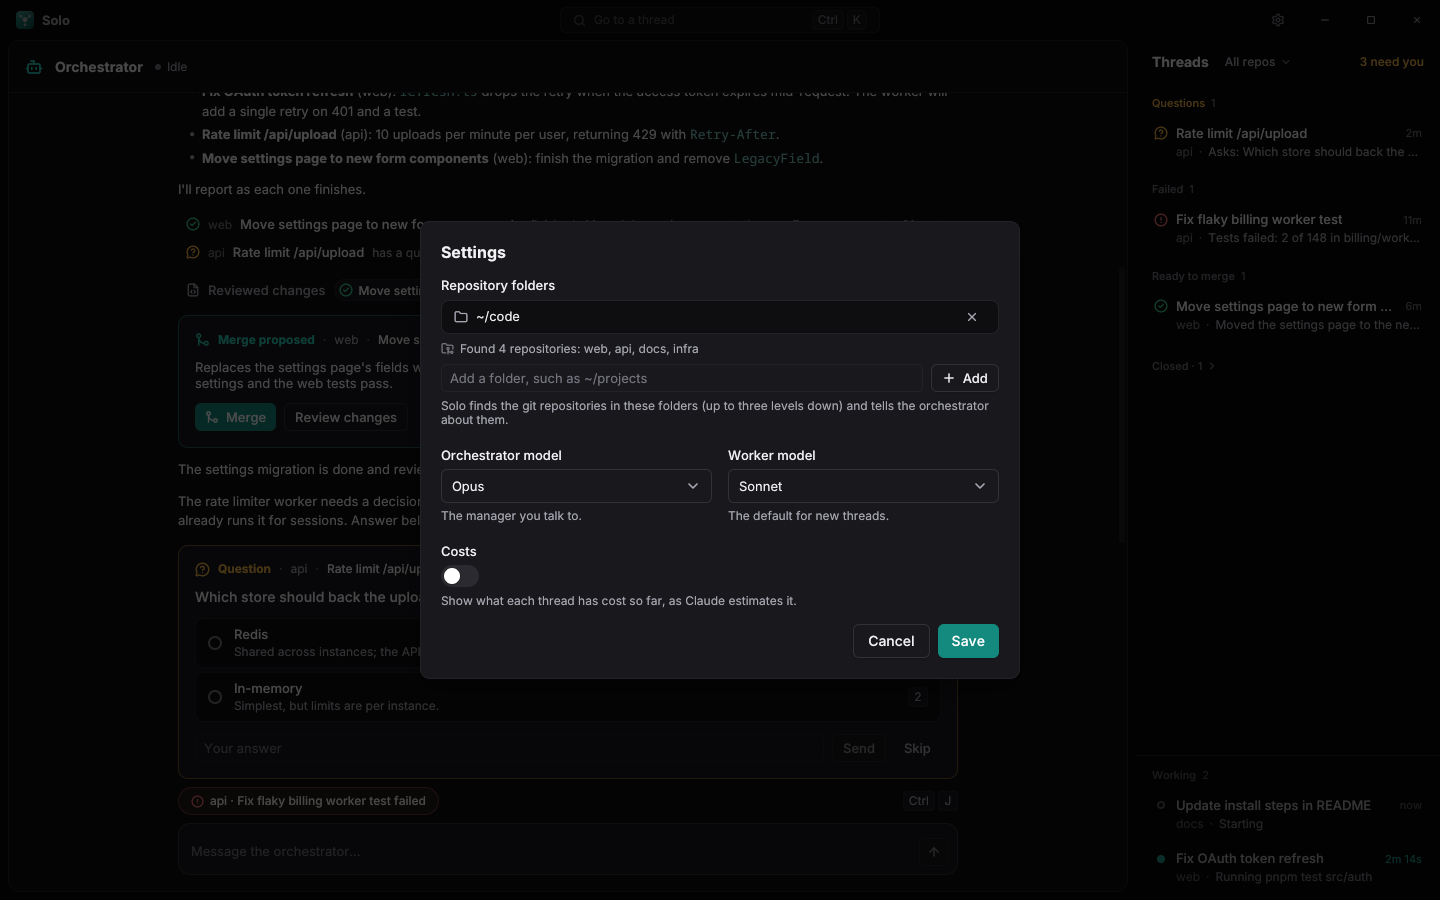 Solo
Go to a thread
Ctrl K
Orchestrator
Idle
add a single retry on 401 and a test.
Rate limit /api/upload (api): 10 uploads per minute per user, returning 429 with Retry-After.
Move settings page to new form components (web): finish the migration and remove LegacyField.
I'll report as each one finishes.
web Move settings page to new fo
api Rate limit /api/upload has a qu
Reviewed changes Move setti
Merge proposed · web · Move s
Replaces the settings page's fields w
settings and the web tests pass.
Merge
Review changes
The settings migration is done and revie
The rate limiter worker needs a decision
already runs it for sessions. Answer bel
Question · api · Rate limit /api/up
Which store should back the uplo
Redis
Shared across instances; the API
In-memory
Simplest, but limits are per instance.
2
Your answer
Send
Skip
api · Fix flaky billing worker test failed
Ctrl J
Message the orchestrator...
Settings
Repository folders
~/code
Found 4 repositories: web, api, docs, infra
Add a folder, such as ~/projects
Add
Solo finds the git repositories in these folders (up to three levels down) and tells the orchestrator
about them.
Orchestrator model
Opus
The manager you talk to.
Worker model
Sonnet
The default for new threads.
Costs
Show what each thread has cost so far, as Claude estimates it.
Cancel
Save
Threads
All repos
3 need you
Questions 1
Rate limit /api/upload 2m
api · Asks: Which store should back the ...
Failed 1
Fix flaky billing worker test 11m
api · Tests failed: 2 of 148 in billing/work...
Ready to merge 1
Move settings page to new form ... 6m
web · Moved the settings page to the ne...
Closed · 1
Working 2
Update install steps in README now
docs · Starting
Fix OAuth token refresh 2m 14s
web · Running pnpm test src/auth